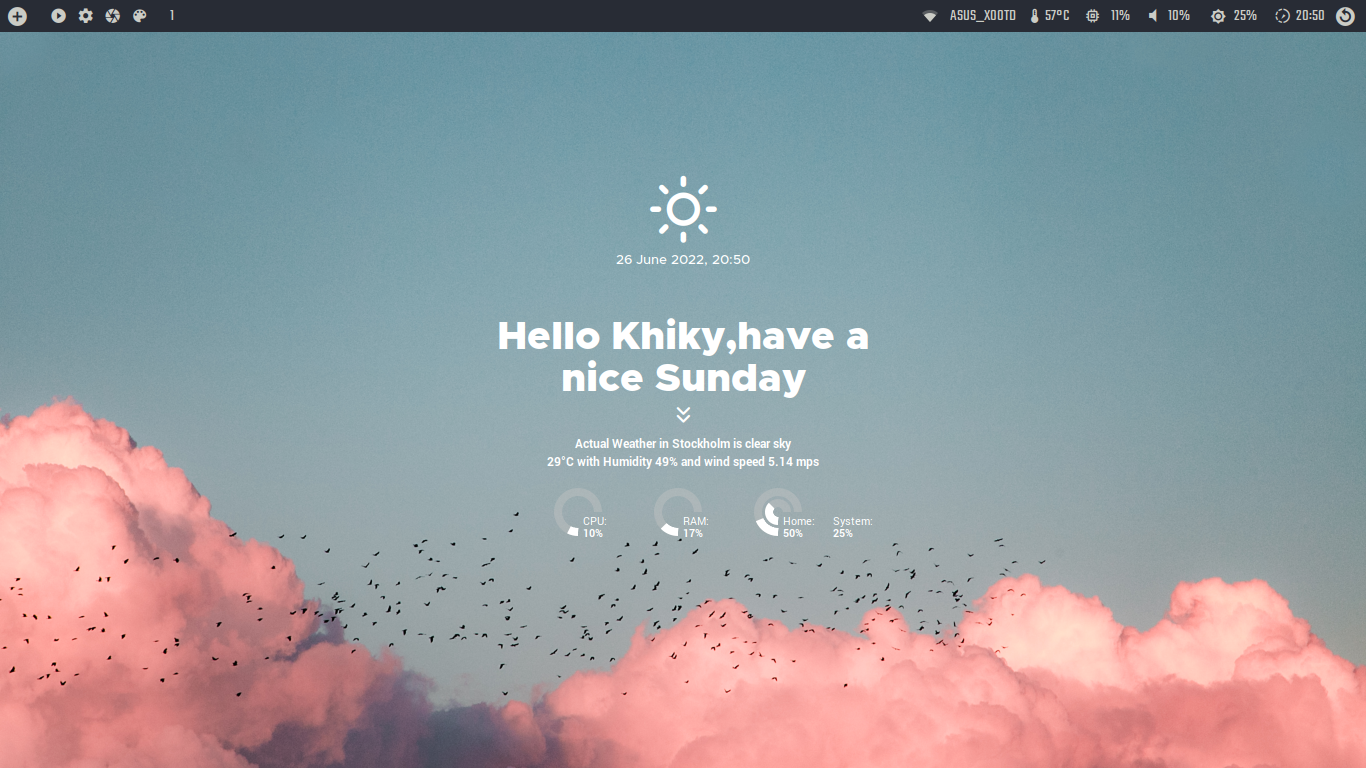 1
ASUS_X00TD 57°C 11% 10% 25% 20:50
26 June 2022, 20:50
Hello Khiky,have a
nice Sunday
Actual Weather in Stockholm is clear sky
29°C with Humidity 49% and wind speed 5.14 mps
CPU: RAM: Home: System:
10% 17% 50% 25%